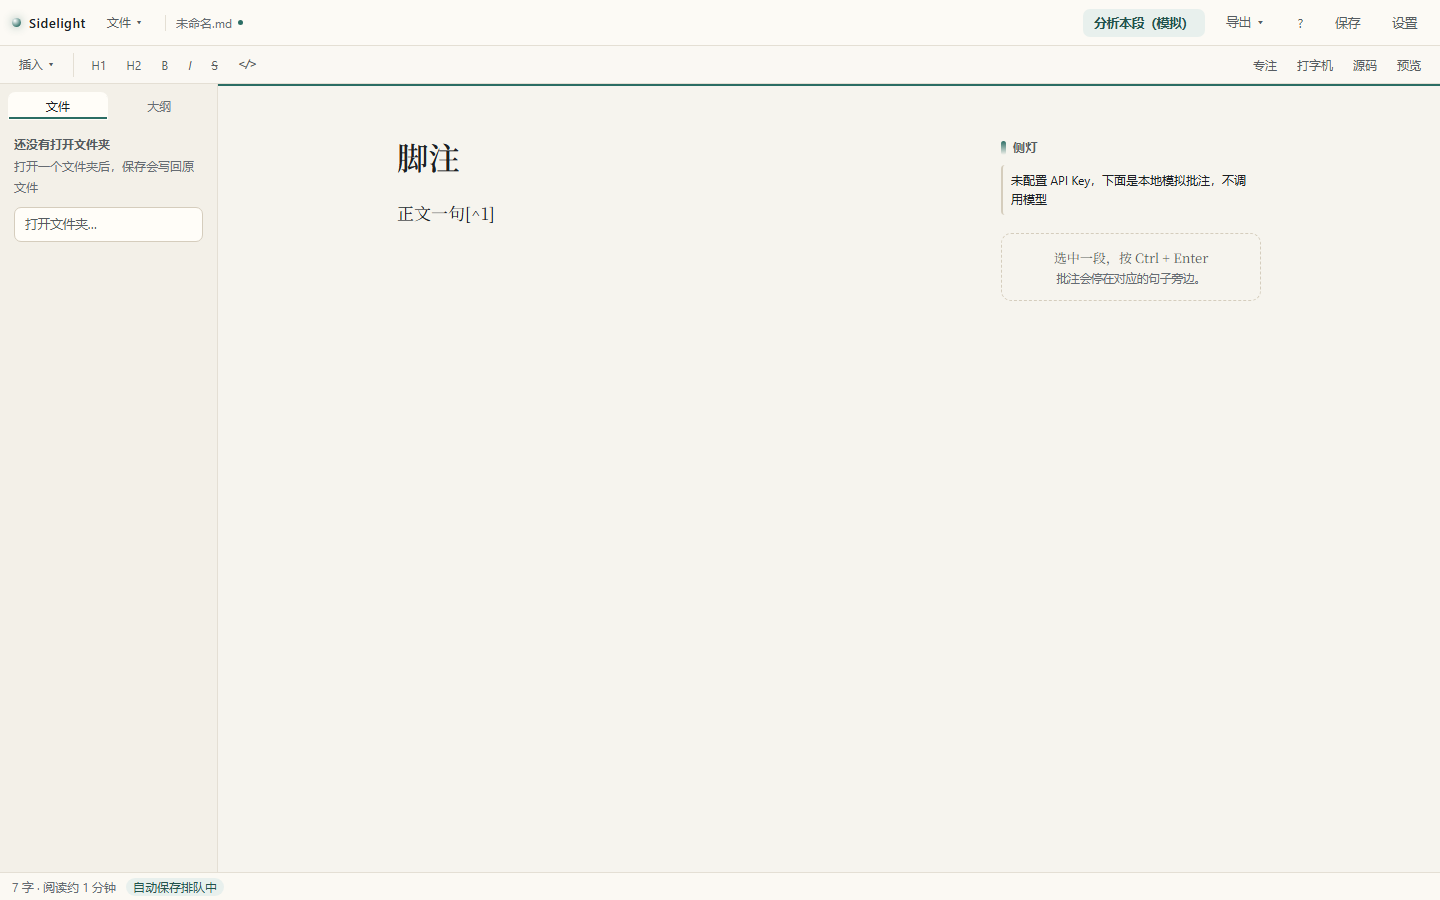 Sidelight 文件 未命名.md 分析本段（模拟） 导出 ? 保存 设置
插入 H1 H2 B I S </> 专注 打字机 源码 预览
文件 大纲
还没有打开文件夹
打开一个文件夹后，保存会写回原
文件
打开文件夹...
脚注
正文一句[^1]
侧灯
未配置 API Key，下面是本地模拟批注，不调
用模型
选中一段，按 Ctrl + Enter
批注会停在对应的句子旁边。
7 字 · 阅读约 1 分钟 自动保存排队中